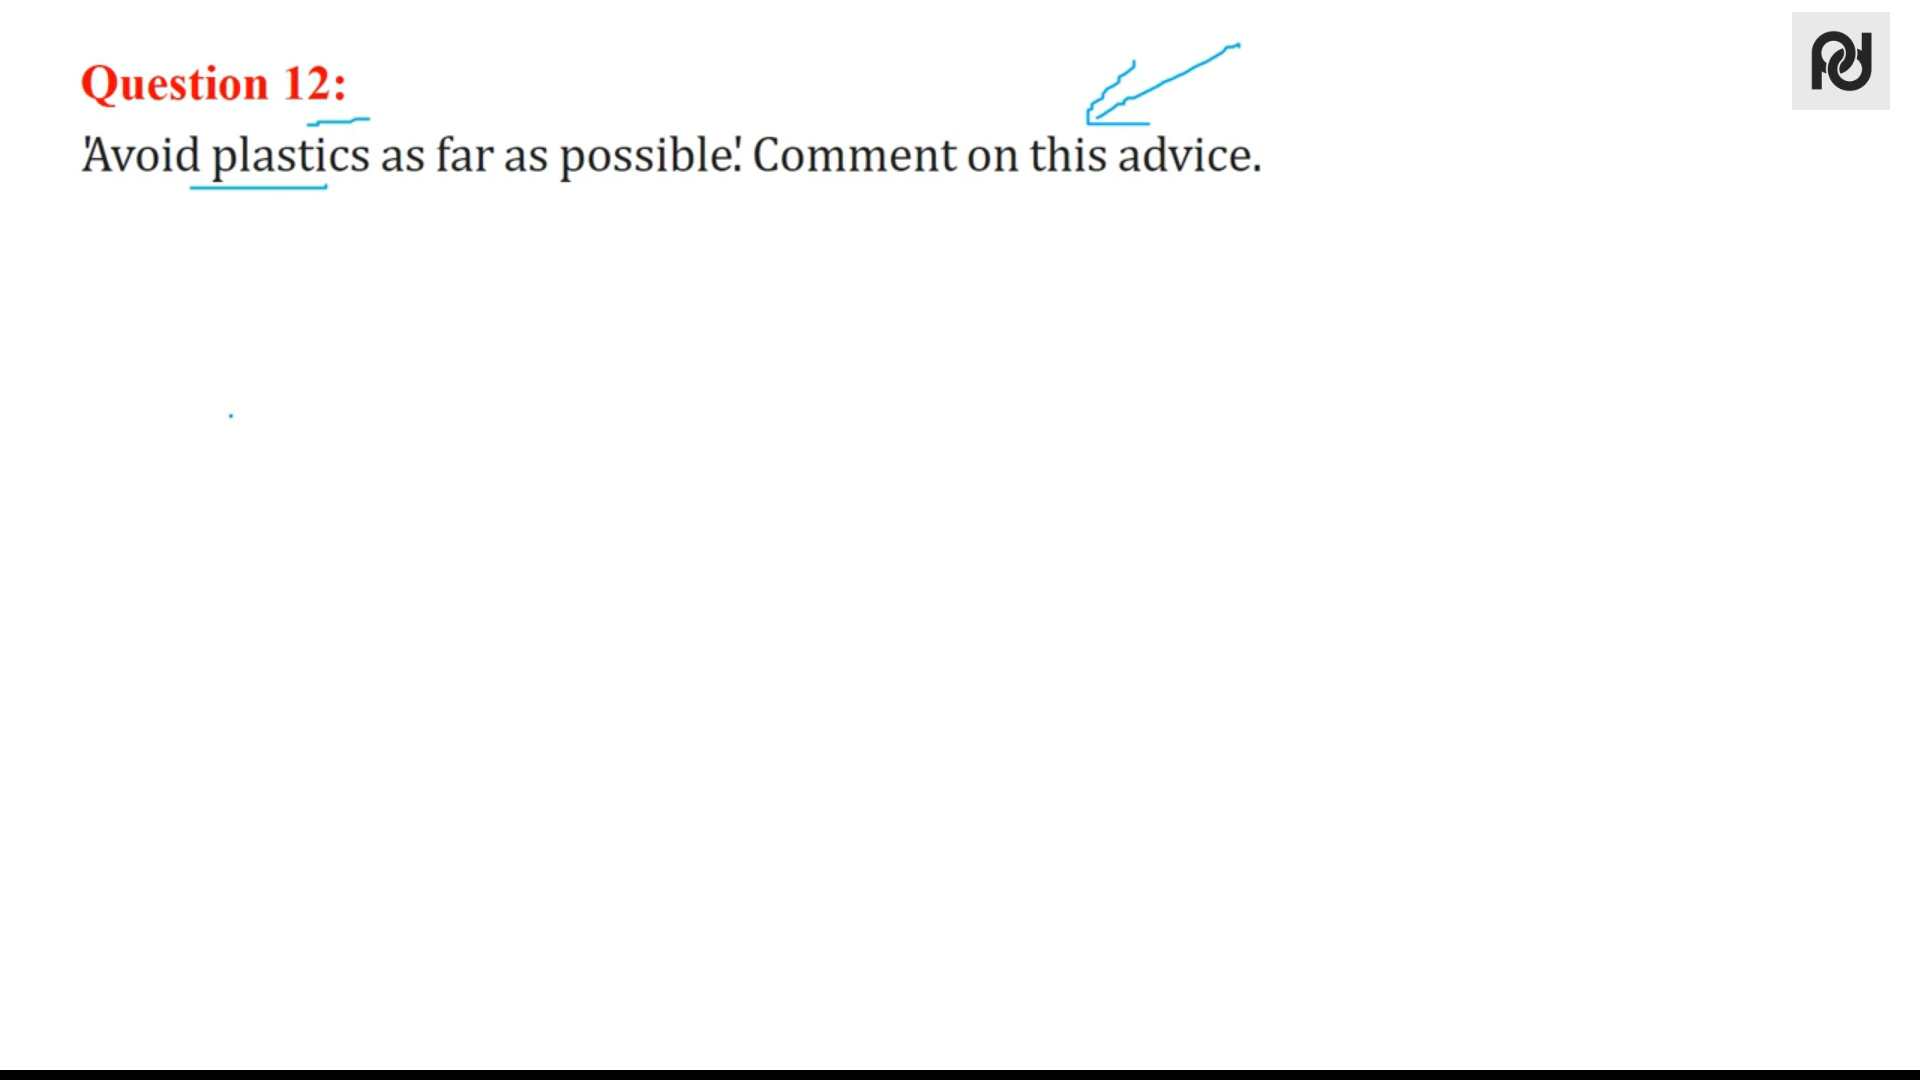 Question 12:
'Avoid plastics as far as possible'. Comment on this advice.